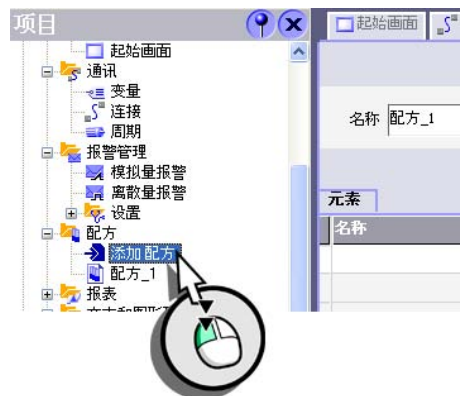 项目
起始画面
起始画面
通讯
变量
连接
周期
名称 配方_1
报警管理
模拟量报警
离散量报警
设置
元素
配方
名称
添加 配方
配方_1
报表